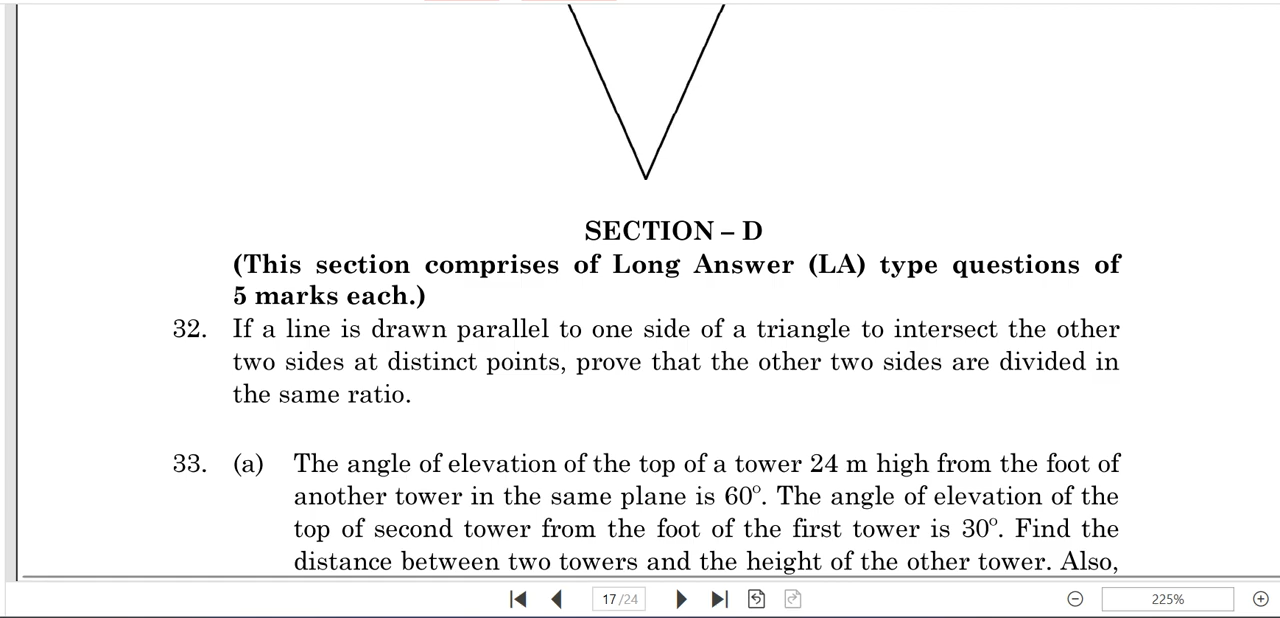 SECTION – D
(This section comprises of Long Answer (LA) type questions of
5 marks each.)
32. If a line is drawn parallel to one side of a triangle to intersect the other
two sides at distinct points, prove that the other two sides are divided in
the same ratio.
33. (a) The angle of elevation of the top of a tower 24 m high from the foot of
another tower in the same plane is 60°. The angle of elevation of the
top of second tower from the foot of the first tower is 30°. Find the
distance between two towers and the height of the other tower. Also,
17 /24
225%